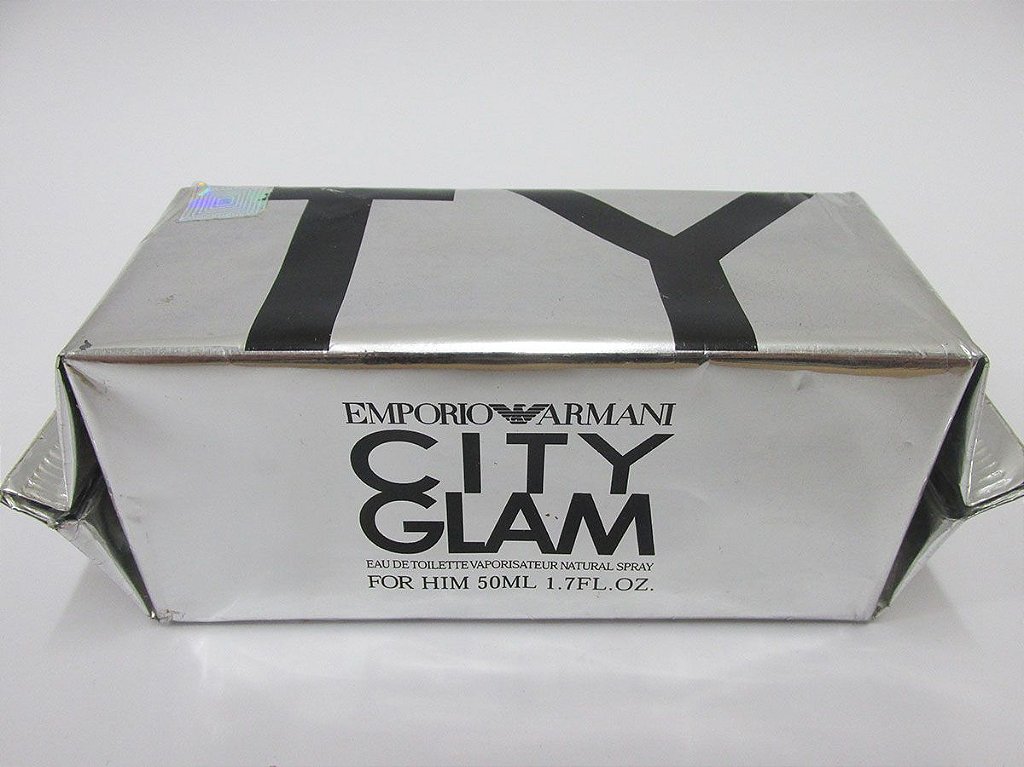 TY
EMPORIO ARMANI
CITY
GLAM
EAU DE TOILETTE VAPORISATEUR NATURAL SPRAY
FOR HIM 50ML 1.7FL.OZ.